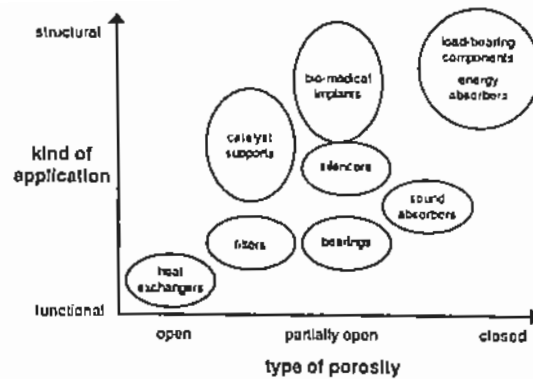 structural
load-bearing
components
energy
absorbers
bio-medical
implants
catalyst
supports
kind of
application
silencers
sound
absorbers
filters
bearings
heat
exchangers
functional
open
partially open
closed
type of porosity